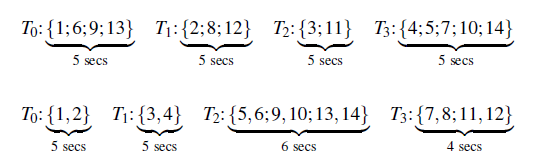 T₀: {1;6;9;13} T₁: {2;8;12} T₂: {3;11} T₃: {4;5;7;10;14}
5 secs 5 secs 5 secs 5 secs
T₀: {1,2} T₁: {3,4} T₂: {5,6;9,10;13,14} T₃: {7,8;11,12}
5 secs 5 secs 6 secs 4 secs